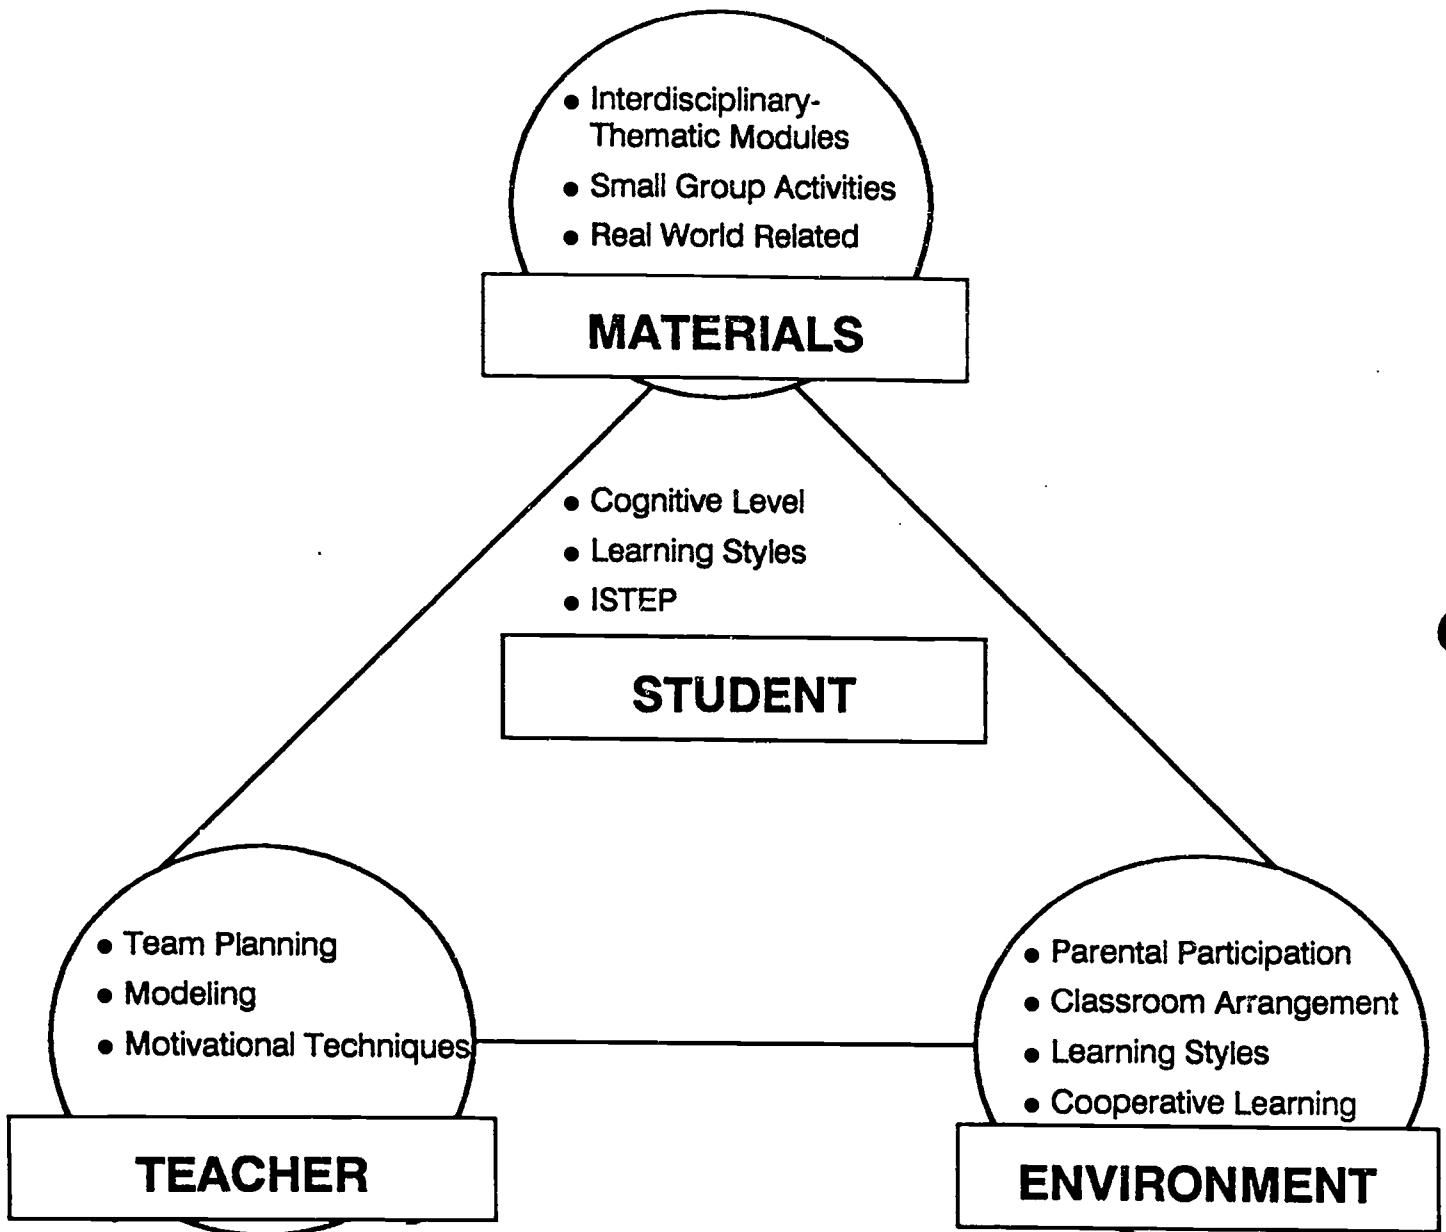 • Interdisciplinary-
Thematic Modules
• Small Group Activities
• Real World Related
MATERIALS
• Cognitive Level
• Learning Styles
• ISTEP
STUDENT
• Team Planning
• Modeling
• Motivational Techniques
TEACHER
• Parental Participation
• Classroom Arrangement
• Learning Styles
• Cooperative Learning
ENVIRONMENT